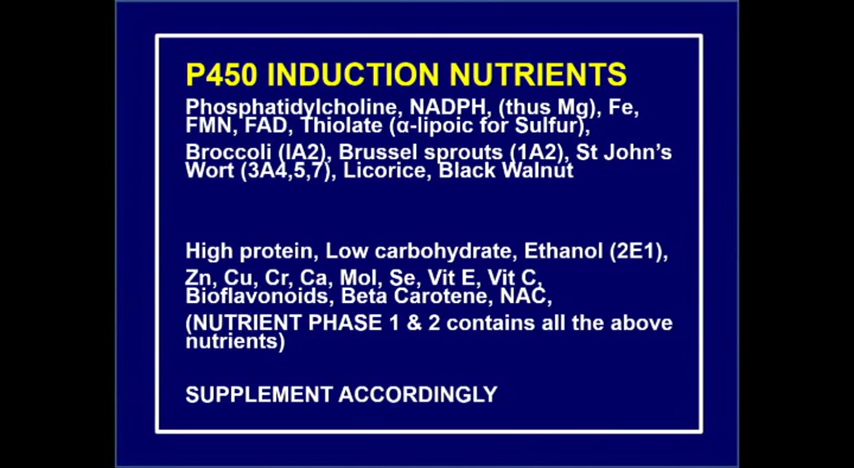 P450 INDUCTION NUTRIENTS
Phosphatidylcholine, NADPH, (thus Mg), Fe,
FMN, FAD, Thiolate (α-lipoic for Sulfur),
Broccoli (IA2), Brussel sprouts (1A2), St John's
Wort (3A4,5,7), Licorice, Black Walnut
High protein, Low carbohydrate, Ethanol (2E1),
Zn, Cu, Cr, Ca, Mol, Se, Vit E, Vit C,
Bioflavonoids, Beta Carotene, NAC,
(NUTRIENT PHASE 1 & 2 contains all the above
nutrients)
SUPPLEMENT ACCORDINGLY